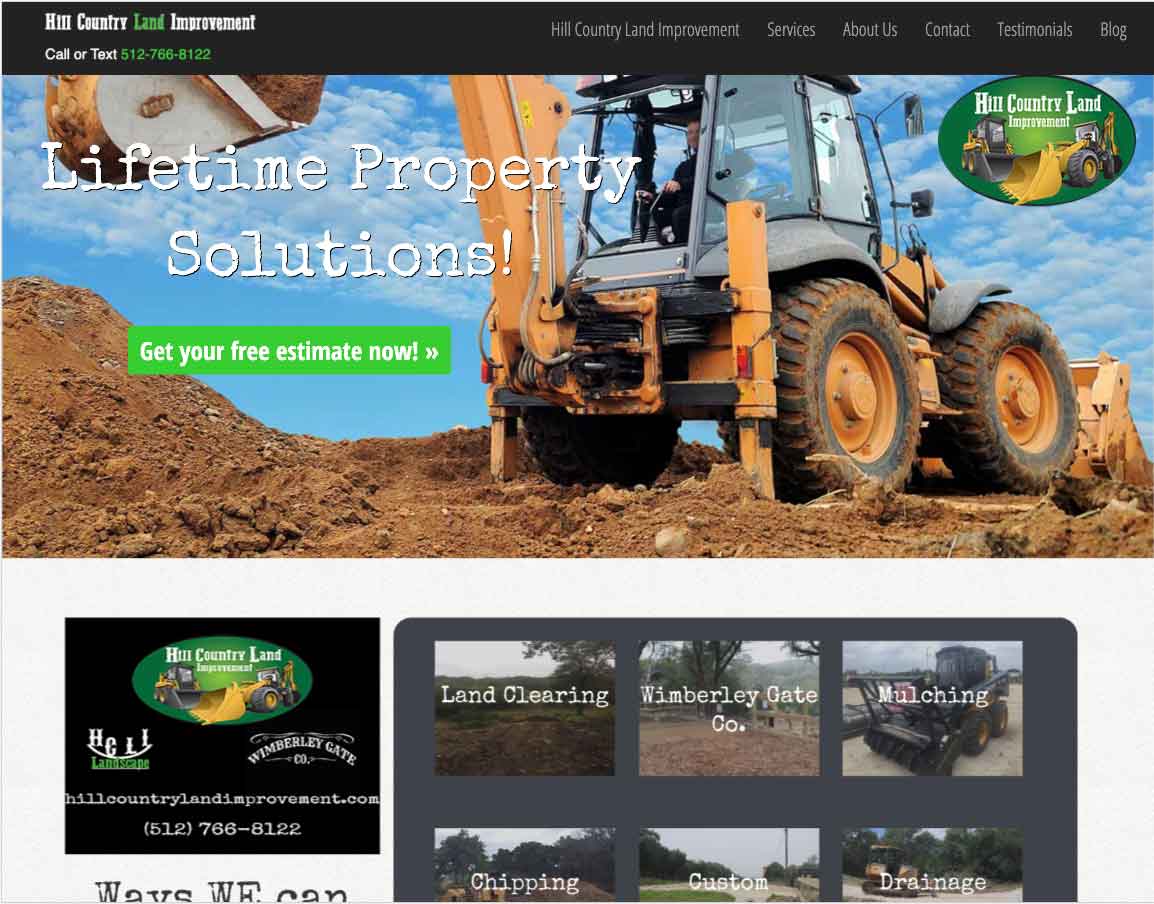 Hill Country Land Improvement
Call or Text 512-766-8122
Hill Country Land Improvement Services About Us Contact Testimonials Blog
Hill Country Land
Improvement
Lifetime Property
Solutions!
Get your free estimate now! »
Hill Country Land
Improvement
HCLI
Landscape
WIMBERLEY GATE
CO.
hillcountrylandimprovement.com
(512) 766-8122
Land Clearing
Wimberley Gate
Co.
Mulching
Chipping
Custom
Drainage
Ways WE can